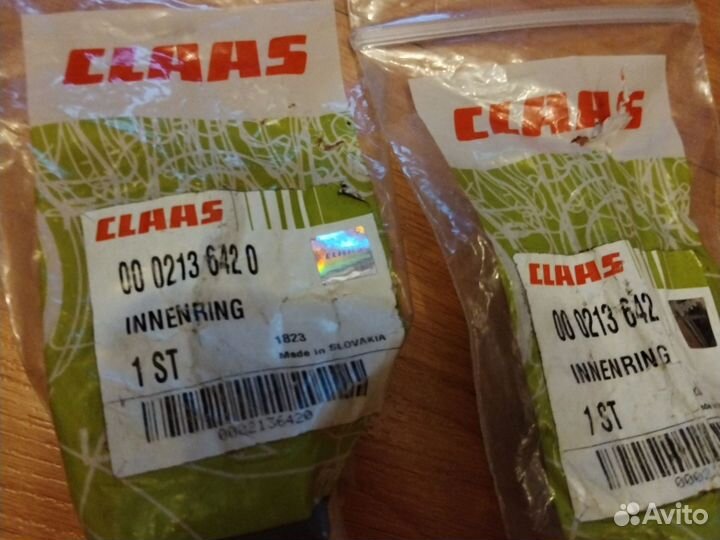 CLAAS
CLAAS
00 0213 642 0
INNENRING
1823
Made in SLOVAKIA
1 ST
0002136420
CLAAS
CLAAS
00 0213 642
INNENRING
1 ST
Avito